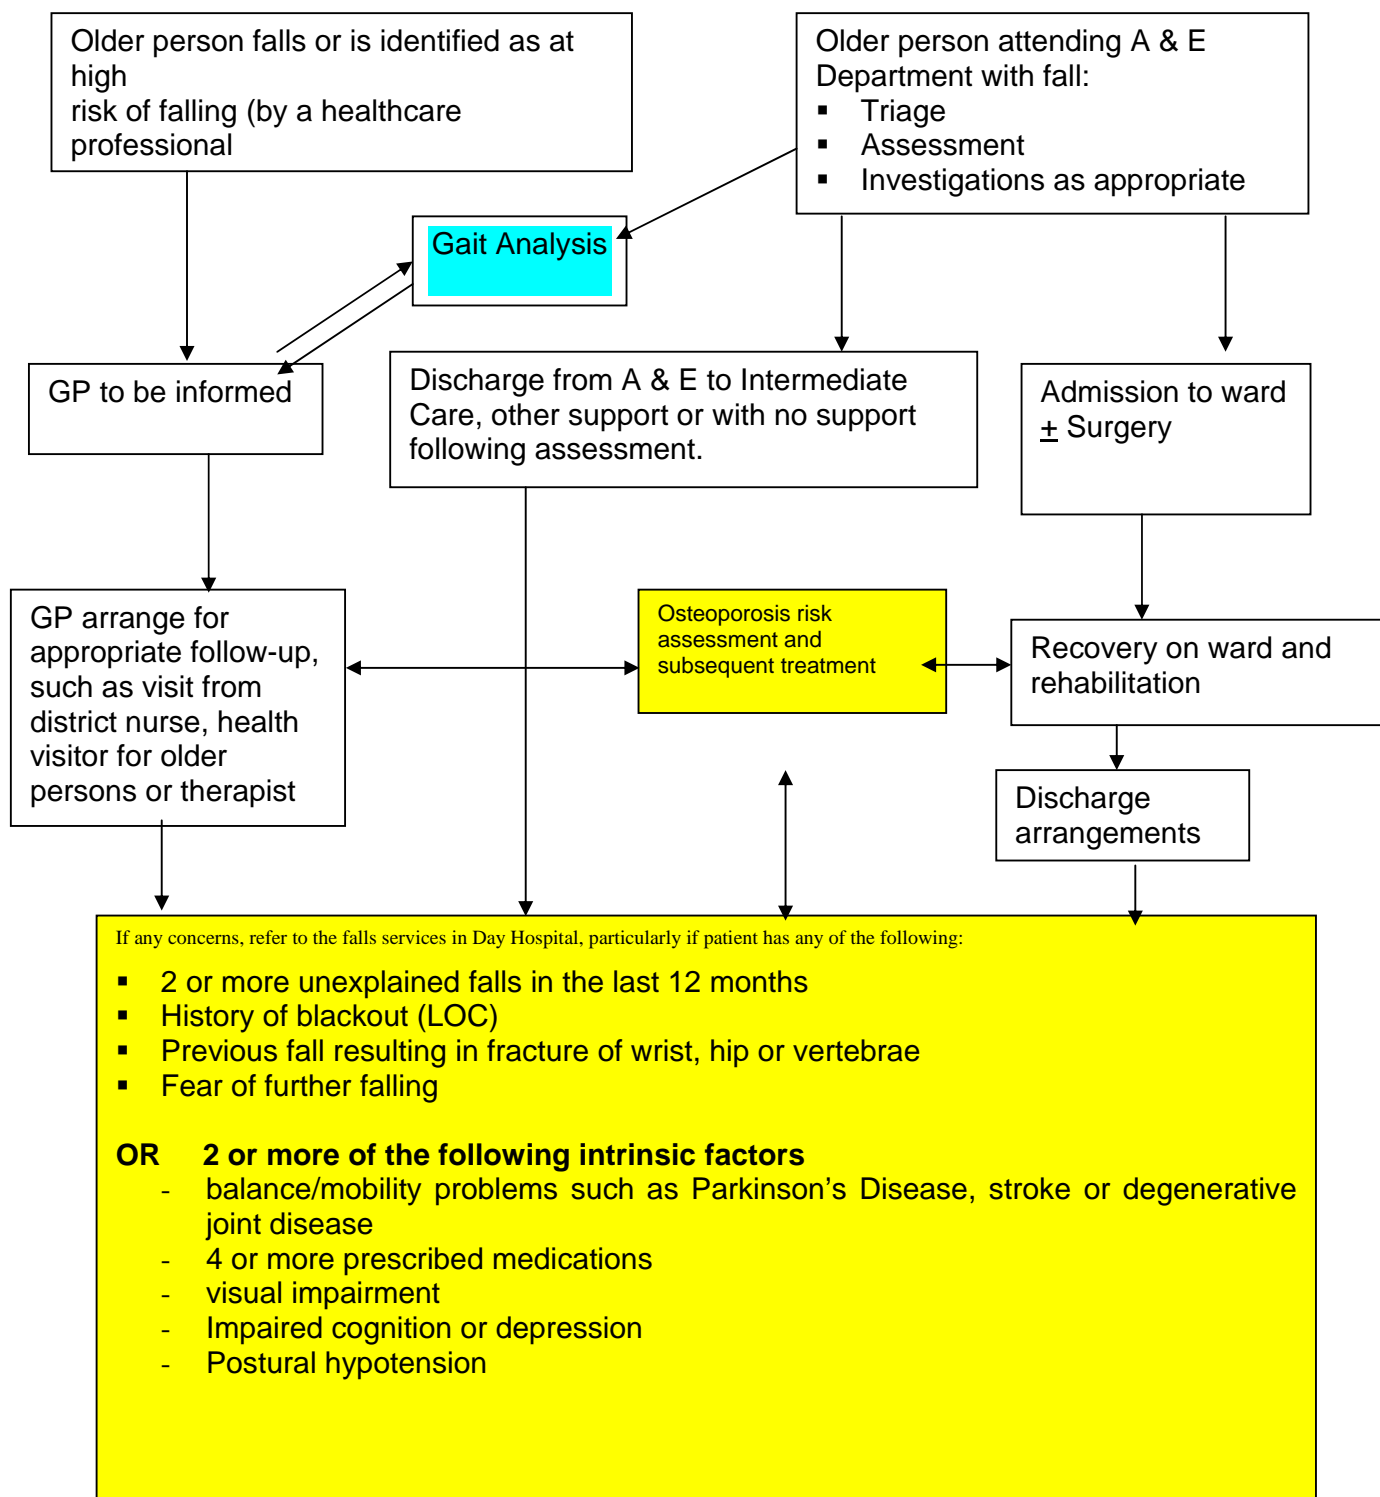 Older person falls or is identified as at
high
risk of falling (by a healthcare
professional
Older person attending A & E
Department with fall:
▪ Triage
▪ Assessment
▪ Investigations as appropriate
Gait Analysis
GP to be informed
Discharge from A & E to Intermediate
Care, other support or with no support
following assessment.
Admission to ward
+ Surgery
GP arrange for
appropriate follow-up,
such as visit from
district nurse, health
visitor for older
persons or therapist
Osteoporosis risk
assessment and
subsequent treatment
Recovery on ward and
rehabilitation
Discharge
arrangements
If any concerns, refer to the falls services in Day Hospital, particularly if patient has any of the following:
▪ 2 or more unexplained falls in the last 12 months
▪ History of blackout (LOC)
▪ Previous fall resulting in fracture of wrist, hip or vertebrae
▪ Fear of further falling
OR 2 or more of the following intrinsic factors
- balance/mobility problems such as Parkinson's Disease, stroke or degenerative
joint disease
- 4 or more prescribed medications
- visual impairment
- Impaired cognition or depression
- Postural hypotension